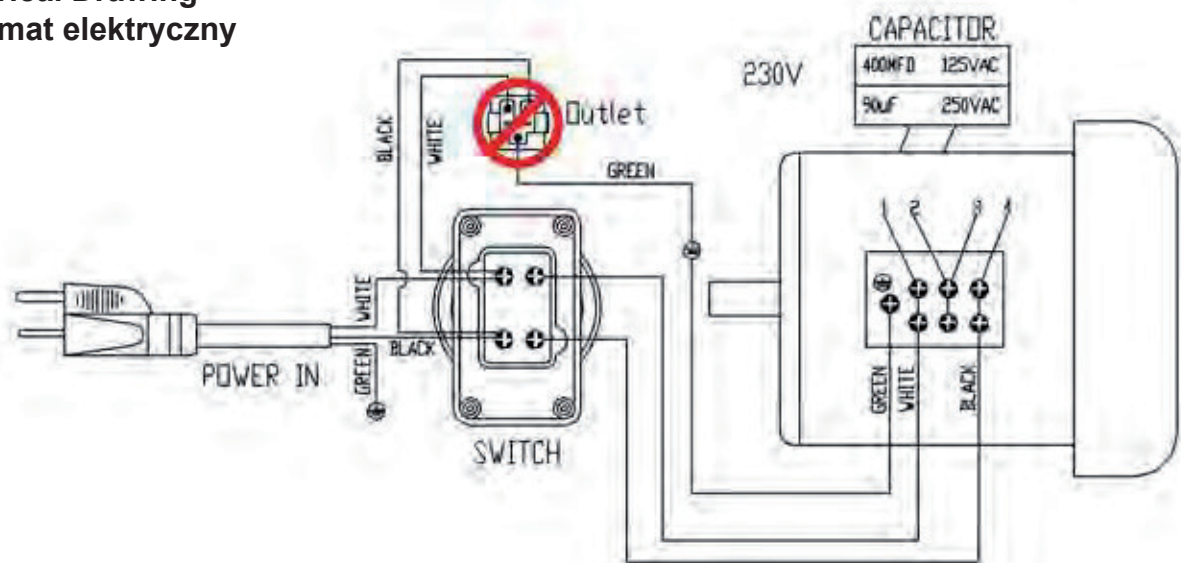 mat elektryczny
CAPACITOR
230V
400MFD 125VAC
90uF 250VAC
Outlet
BLACK
WHITE
GREEN
1 2 3 4
WHITE
BLACK
GREEN
POWER IN
SWITCH
GREEN
WHITE
BLACK